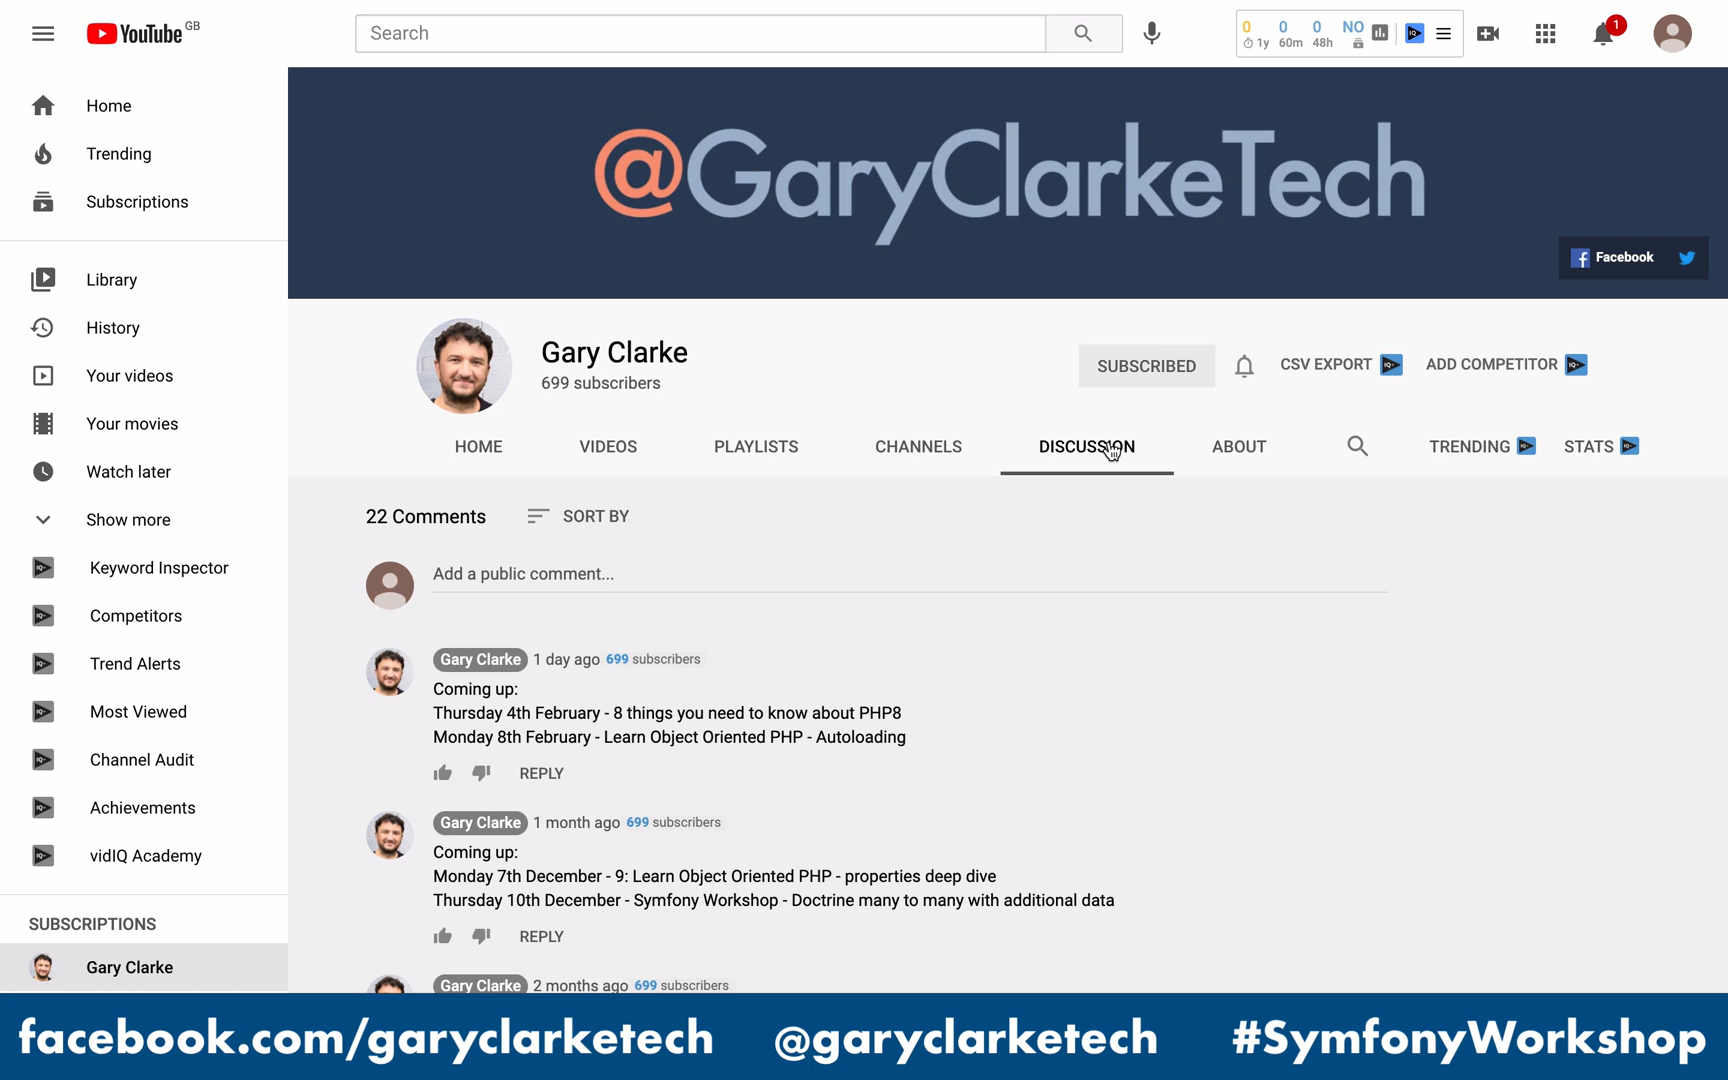 YouTube GB
Search
0 0 0 NO
1y 60m 48h
1
Home
Trending
Subscriptions
Library
History
Your videos
Your movies
Watch later
Show more
Keyword Inspector
Competitors
Trend Alerts
Most Viewed
Channel Audit
Achievements
vidIQ Academy
SUBSCRIPTIONS
Gary Clarke
@GaryClarkeTech
Facebook
Gary Clarke
699 subscribers
SUBSCRIBED
CSV EXPORT
ADD COMPETITOR
HOME VIDEOS PLAYLISTS CHANNELS DISCUSSION ABOUT TRENDING STATS
22 Comments SORT BY
Add a public comment...
Gary Clarke 1 day ago 699 subscribers
Coming up:
Thursday 4th February - 8 things you need to know about PHP8
Monday 8th February - Learn Object Oriented PHP - Autoloading
REPLY
Gary Clarke 1 month ago 699 subscribers
Coming up:
Monday 7th December - 9: Learn Object Oriented PHP - properties deep dive
Thursday 10th December - Symfony Workshop - Doctrine many to many with additional data
REPLY
Gary Clarke 2 months ago 699 subscribers
facebook.com/garyclarketech @garyclarketech #SymfonyWorkshop